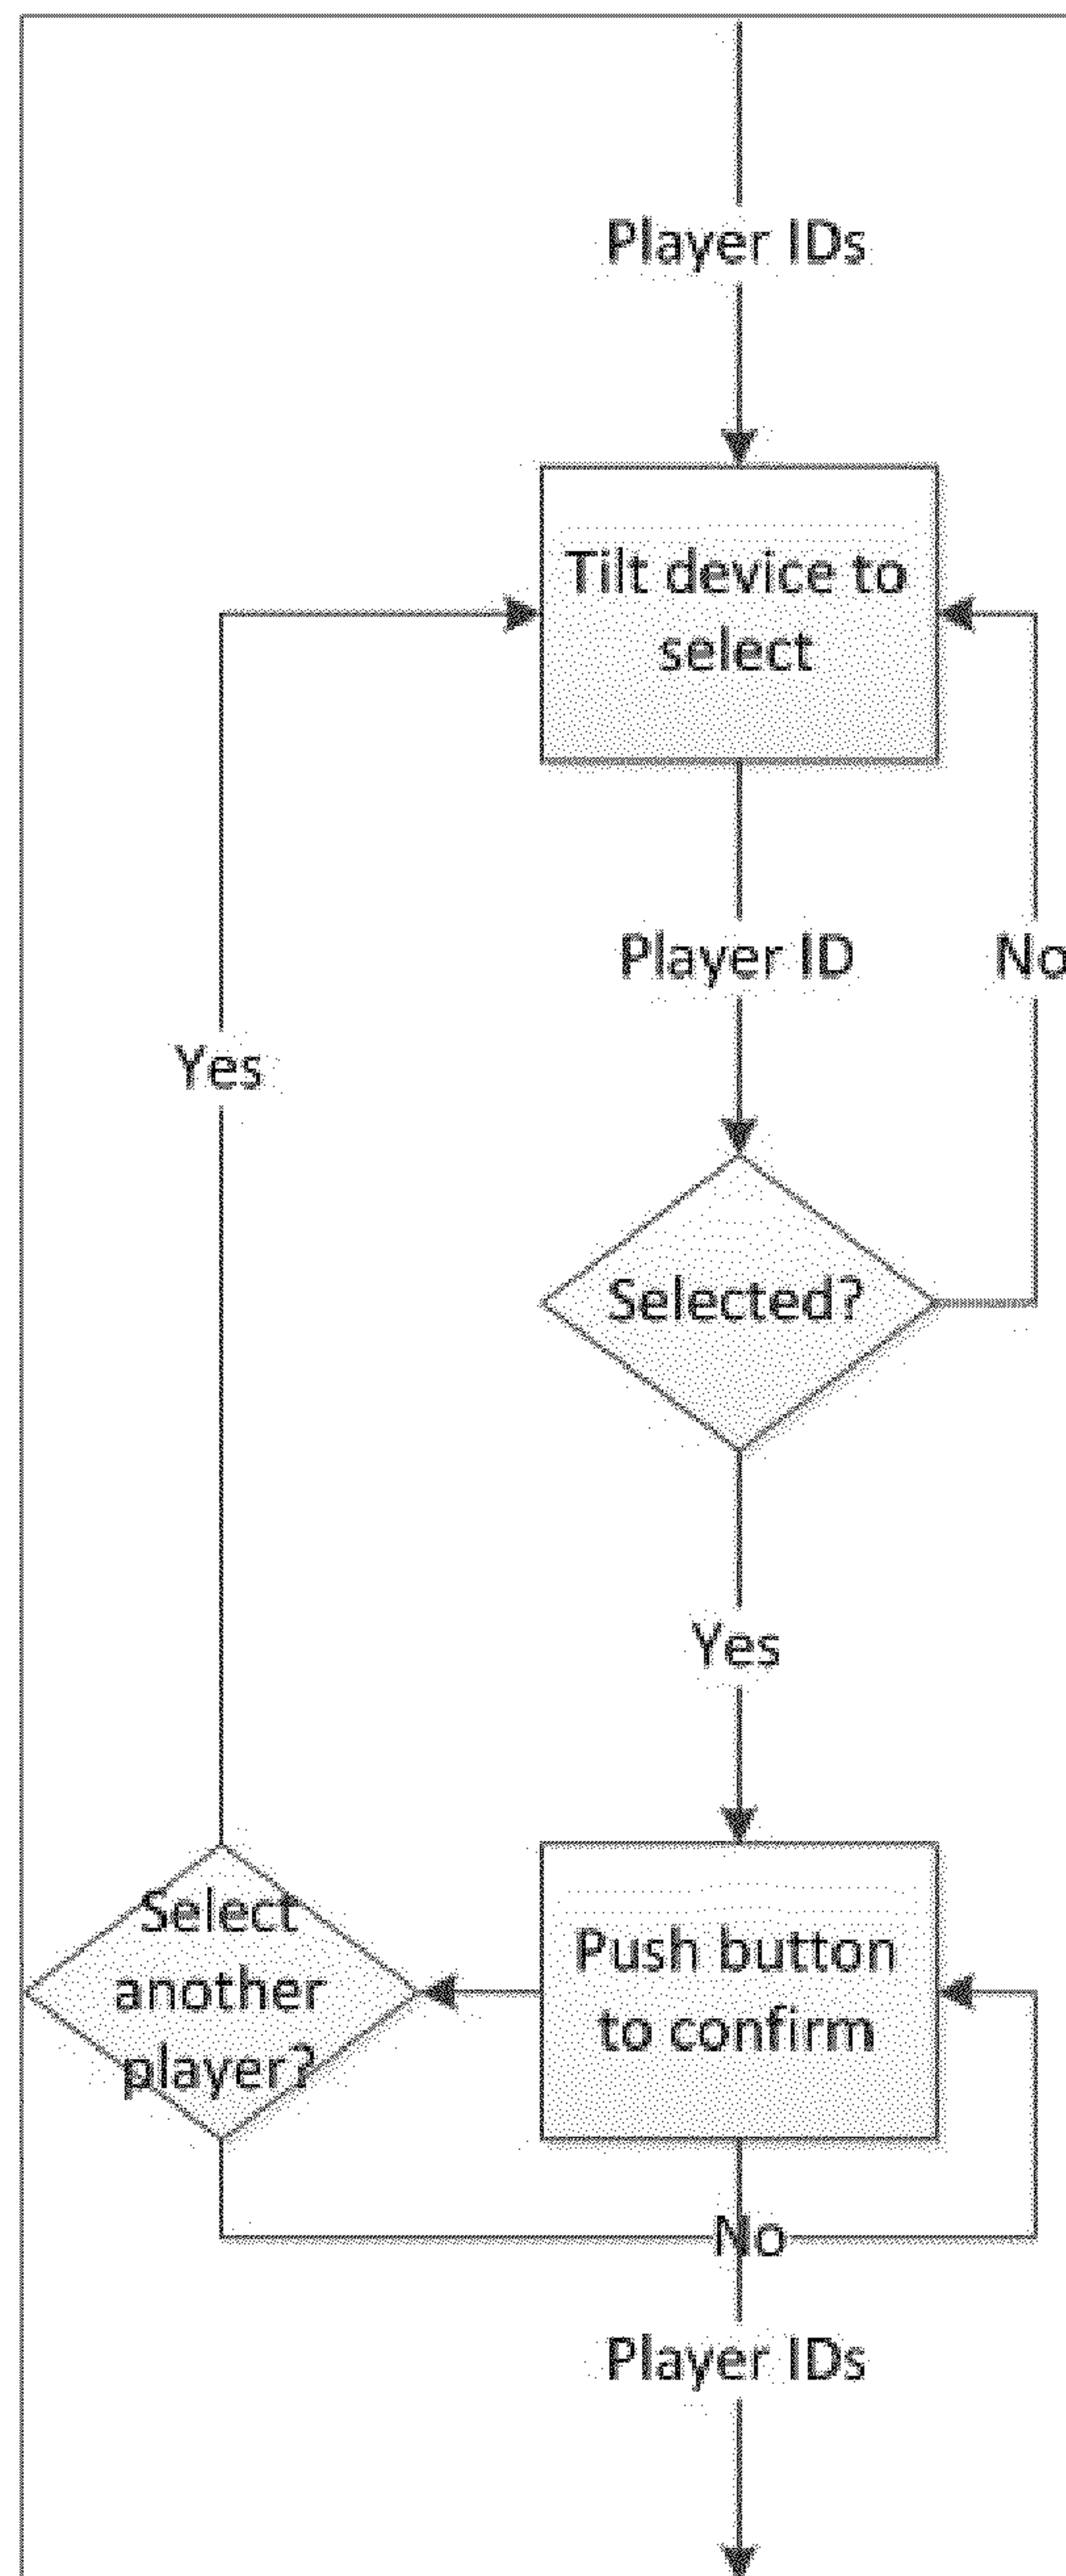 Player IDs
Tilt device to
select
Player ID
No
Yes
Selected?
Yes
Select
another
player?
Push button
to confirm
No
Player IDs